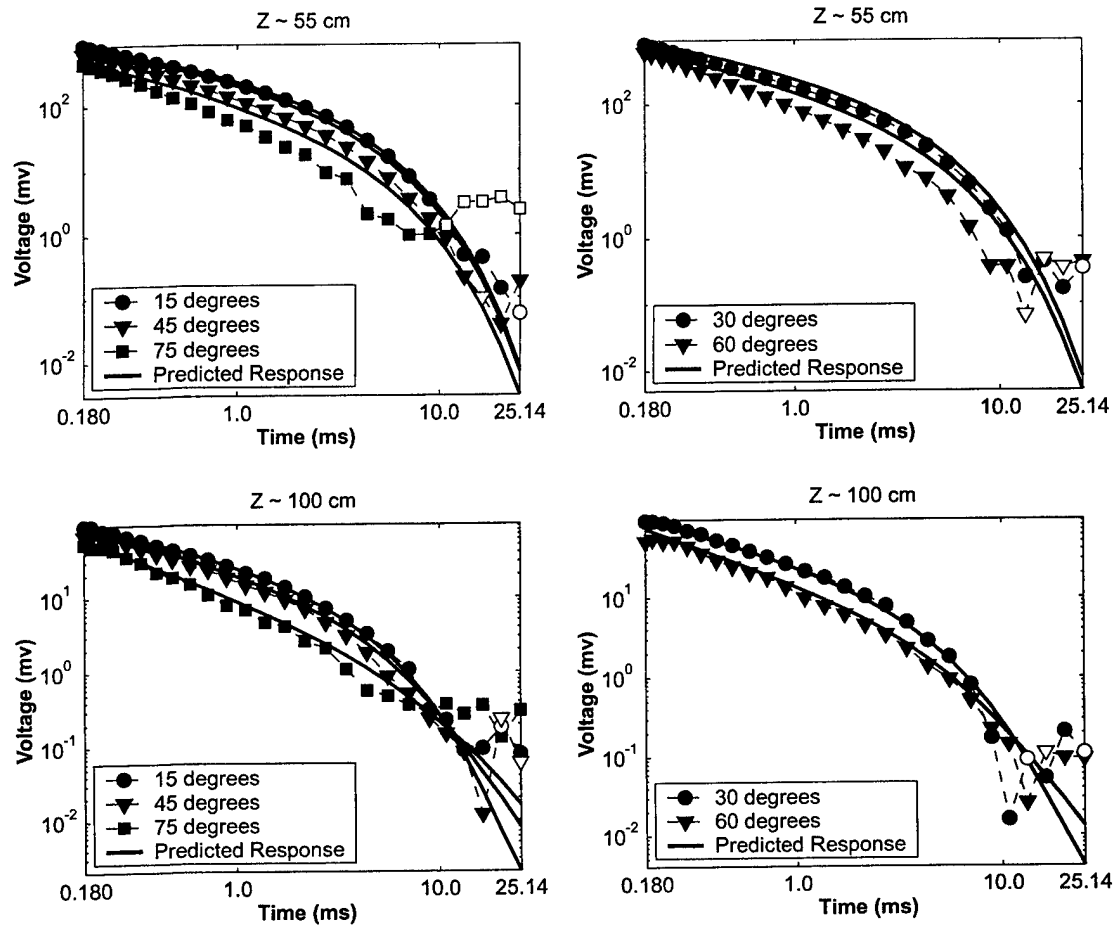 Z ~ 55 cm
Voltage (mv)
10^2
10^0
10^-2
15 degrees
45 degrees
75 degrees
Predicted Response
0.180
1.0
10.0
25.14
Time (ms)
Z ~ 55 cm
Voltage (mv)
10^2
10^0
10^-2
30 degrees
60 degrees
Predicted Response
0.180
1.0
10.0
25.14
Time (ms)
Z ~ 100 cm
Voltage (mv)
10^1
10^0
10^-1
10^-2
15 degrees
45 degrees
75 degrees
Predicted Response
0.180
1.0
10.0
25.14
Time (ms)
Z ~ 100 cm
Voltage (mv)
10^1
10^0
10^-1
10^-2
30 degrees
60 degrees
Predicted Response
0.180
1.0
10.0
25.14
Time (ms)